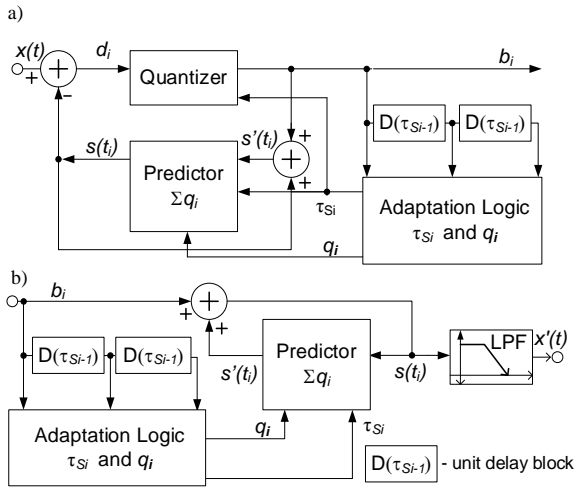 a)
x(t)
d_i
b_i
+
+
-
Quantizer
D(τ_Si-1)
D(τ_Si-1)
s(t_i)
s'(t_i)
+
+
+
Predictor
Σq_i
τ_Si
q_i
Adaptation Logic
τ_Si and q_i
b)
b_i
+
+
+
D(τ_Si-1)
D(τ_Si-1)
Predictor
Σq_i
s'(t_i)
s(t_i)
LPF
x'(t)
Adaptation Logic
τ_Si and q_i
q_i
τ_Si
D(τ_Si-1) - unit delay block